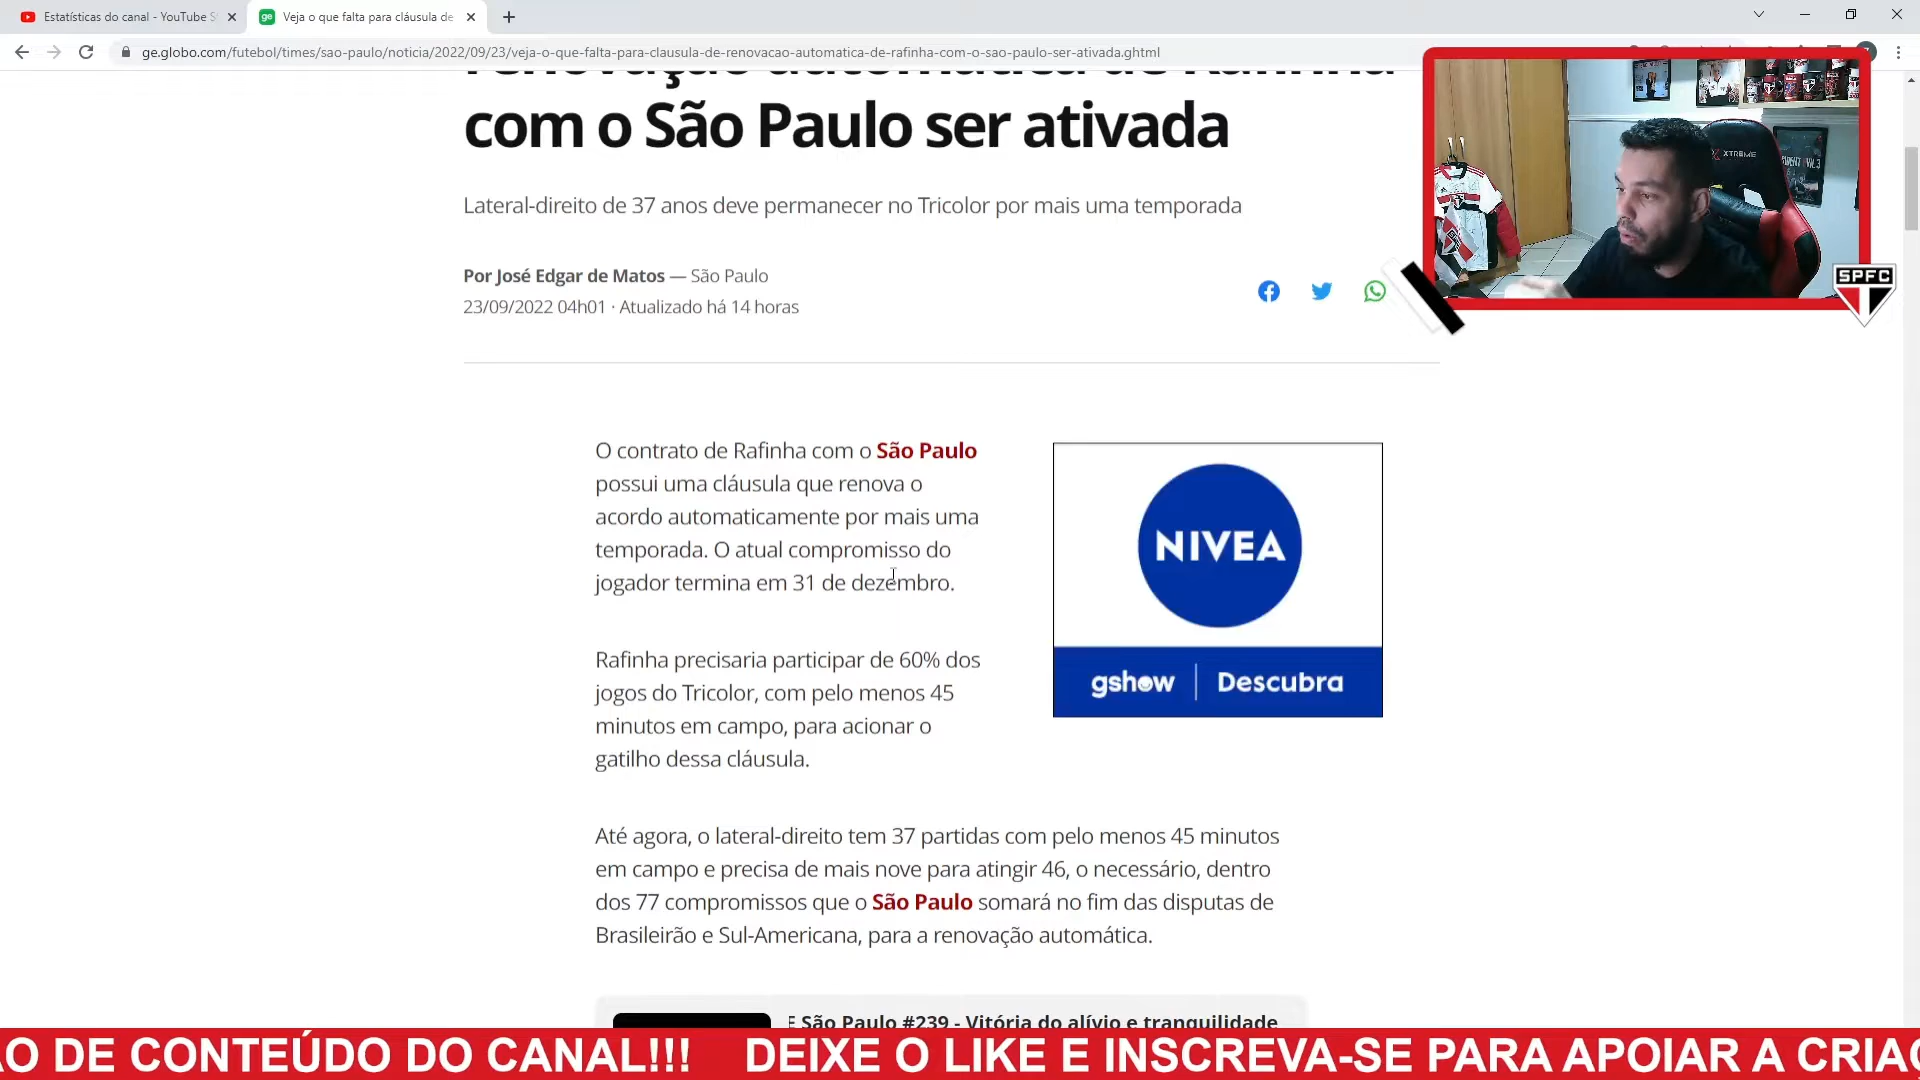 Estatísticas do canal - YouTube S
Veja o que falta para cláusula de
ge.globo.com/futebol/times/sao-paulo/noticia/2022/09/23/veja-o-que-falta-para-clausula-de-renovacao-automatica-de-rafinha-com-o-sao-paulo-ser-ativada.ghtml
renovação automática de Rafinha
com o São Paulo ser ativada
Lateral-direito de 37 anos deve permanecer no Tricolor por mais uma temporada
Por José Edgar de Matos — São Paulo
23/09/2022 04h01 · Atualizado há 14 horas
XTREME
SPFC
O contrato de Rafinha com o São Paulo
possui uma cláusula que renova o
acordo automaticamente por mais uma
temporada. O atual compromisso do
jogador termina em 31 de dezembro.
NIVEA
gshow | Descubra
Rafinha precisaria participar de 60% dos
jogos do Tricolor, com pelo menos 45
minutos em campo, para acionar o
gatilho dessa cláusula.
Até agora, o lateral-direito tem 37 partidas com pelo menos 45 minutos
em campo e precisa de mais nove para atingir 46, o necessário, dentro
dos 77 compromissos que o São Paulo somará no fim das disputas de
Brasileirão e Sul-Americana, para a renovação automática.
E São Paulo #239 - Vitória do alívio e tranquilidade
ÃO DE CONTEÚDO DO CANAL!!! DEIXE O LIKE E INSCREVA-SE PARA APOIAR A CRIAÇ